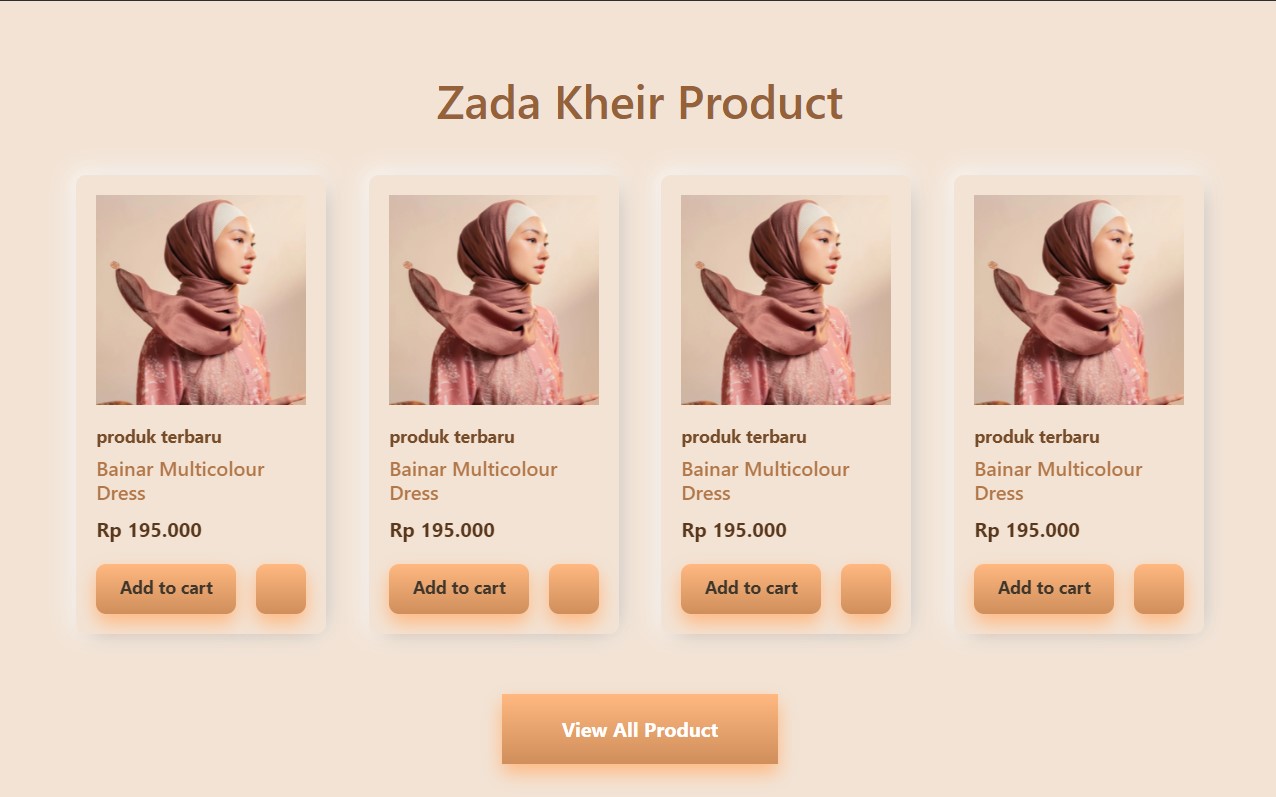 Zada Kheir Product
produk terbaru
Bainar Multicolour
Dress
Rp 195.000
Add to cart
produk terbaru
Bainar Multicolour
Dress
Rp 195.000
Add to cart
produk terbaru
Bainar Multicolour
Dress
Rp 195.000
Add to cart
produk terbaru
Bainar Multicolour
Dress
Rp 195.000
Add to cart
View All Product